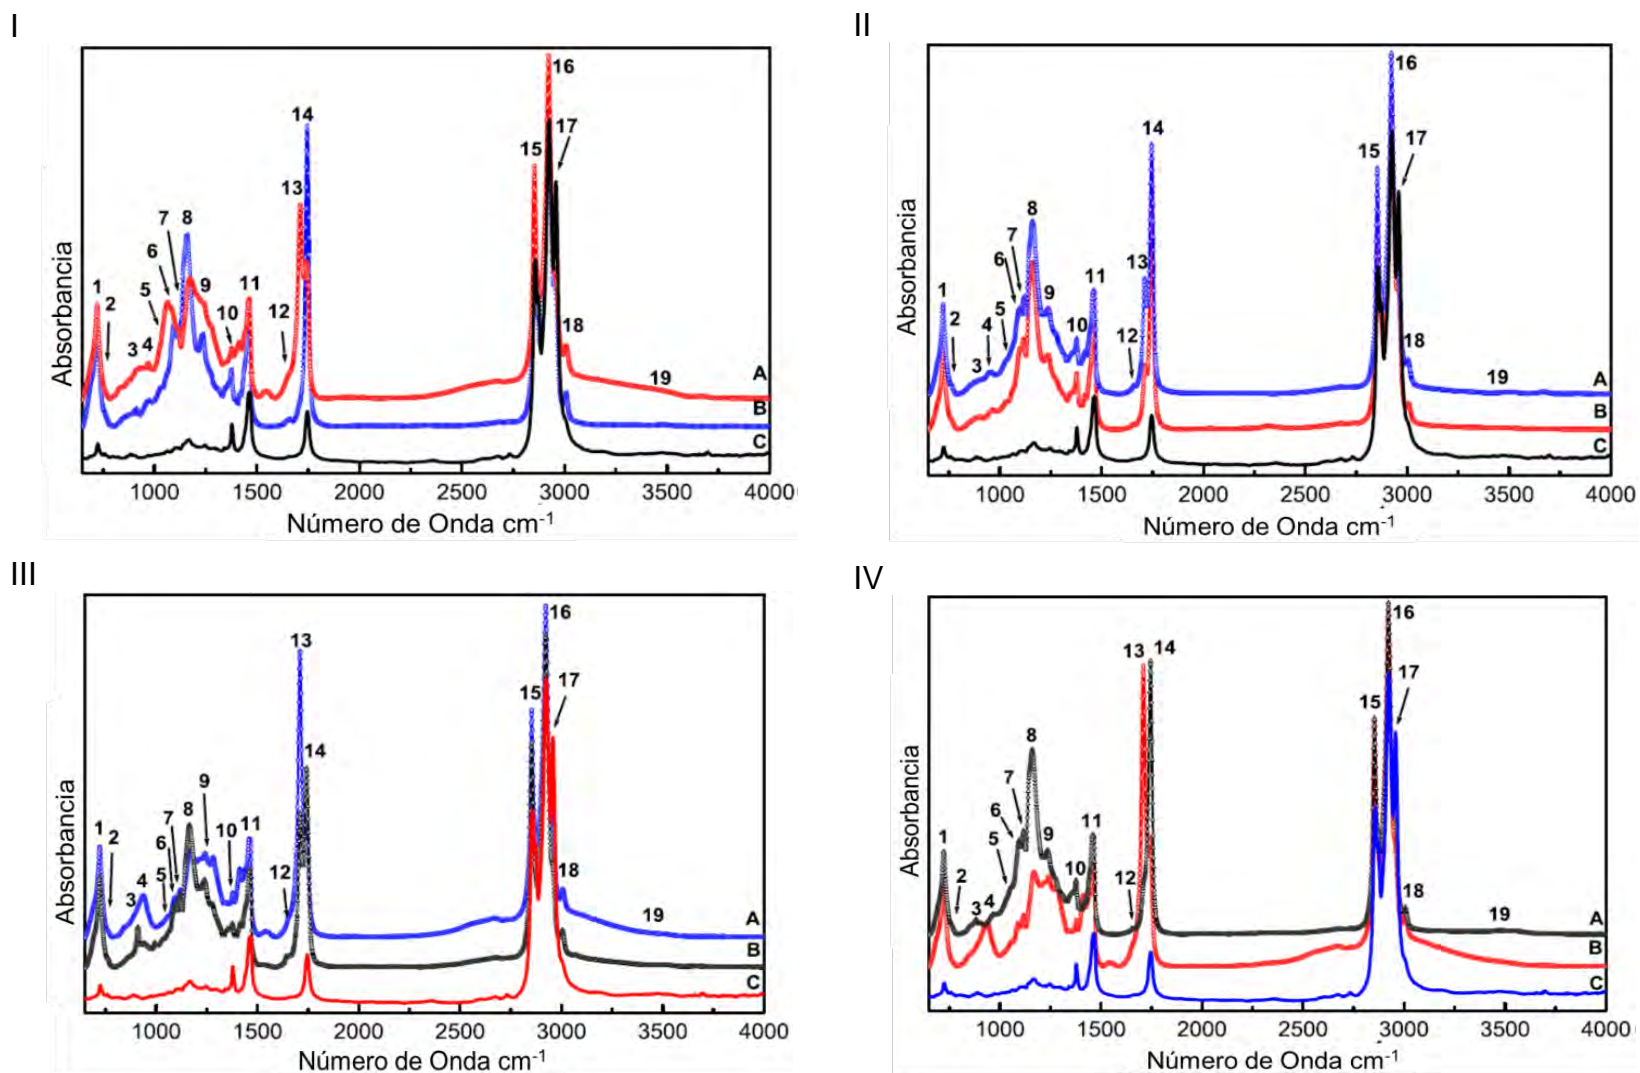 I
16
14
17
15
13
7
8
6
1
9
5
11
2
10
12
3 4
18
19
A
B
C
Absorbancia
1000 1500 2000 2500 3000 3500 4000
Número de Onda cm-1
II
16
14
17
15
8
7
13
6
11
1
9
5
2
4
10
3
12
18
19
A
B
C
Absorbancia
1000 1500 2000 2500 3000 3500 4000
Número de Onda cm-1
III
16
13
17
15
14
9
8
7
1
11
2
6
10
5
12
4
3
18
19
A
B
C
Absorbancia
1000 1500 2000 2500 3000 3500 4000
Número de Onda cm-1
IV
16
13 14
17
15
8
7
6
11
1
9
5
10
2
12
3 4
18
19
A
B
C
Absorbancia
1000 1500 2000 2500 3000 3500 4000
Número de Onda cm-1